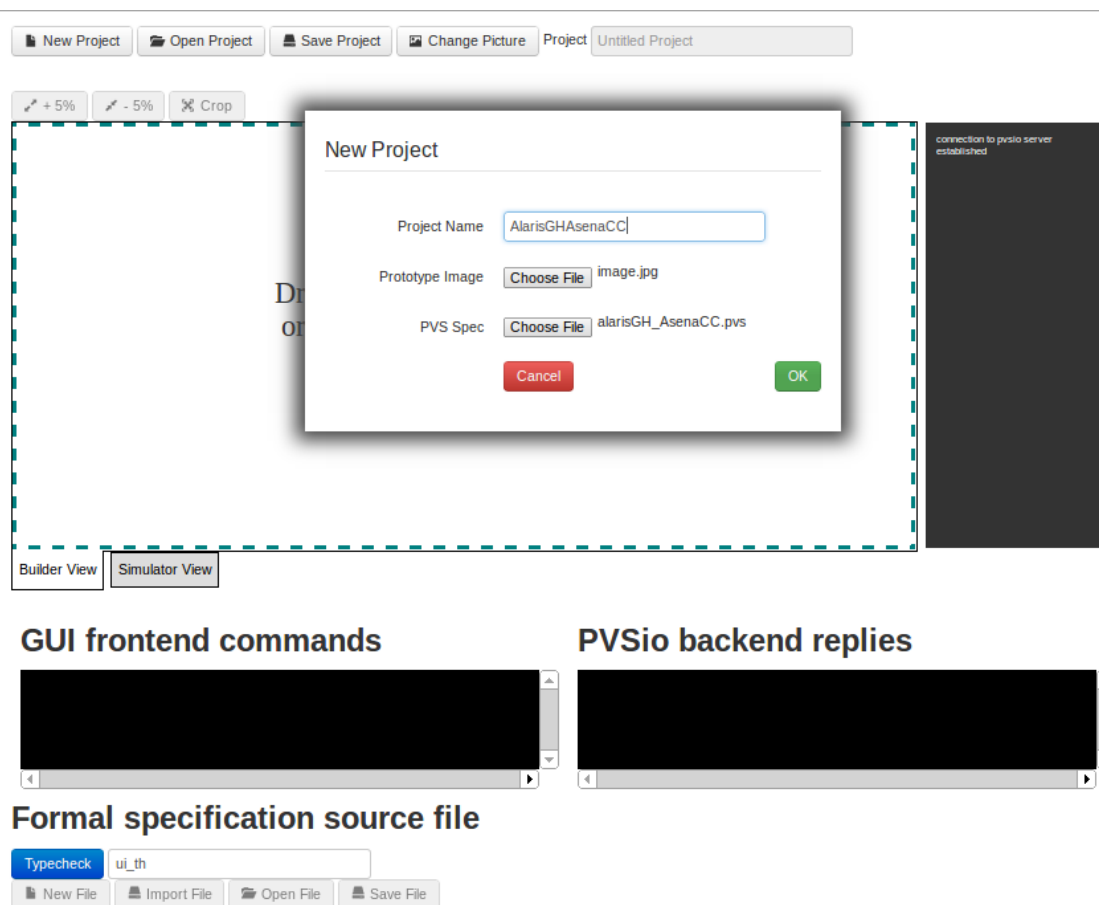 New Project Open Project Save Project Change Picture Project Untitled Project
+ 5% - 5% Crop
connection to pvsio server
established
New Project
Project Name AlarisGHAsenaCC
Prototype Image Choose File image.jpg
PVS Spec Choose File alarisGH_AsenaCC.pvs
Cancel OK
Builder View Simulator View
GUI frontend commands PVSio backend replies
Formal specification source file
Typecheck ui_th
New File Import File Open File Save File